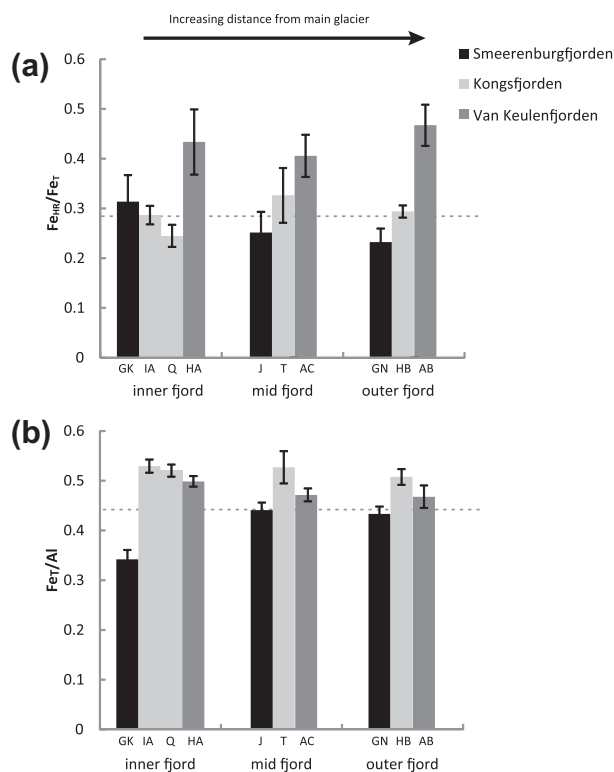 Increasing distance from main glacier
(a)
Smeerenburgfjorden
Kongsfjorden
Van Keulenfjorden
Fe_HR/Fe_T
0.6
0.5
0.4
0.3
0.2
0.1
0
GK IA Q HA J T AC GN HB AB
inner fjord mid fjord outer fjord
(b)
Fe_T/Al
0.6
0.5
0.4
0.3
0.2
0.1
0
GK IA Q HA J T AC GN HB AB
inner fjord mid fjord outer fjord